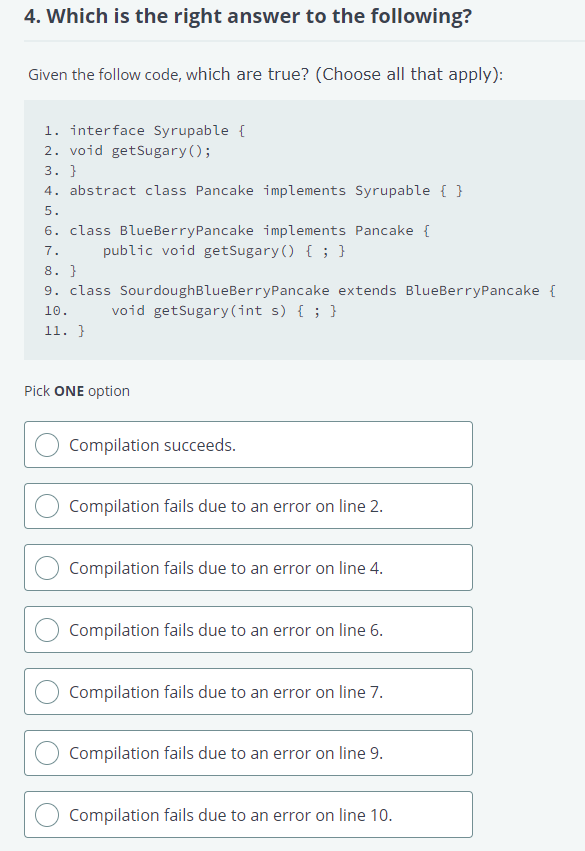 4. Which is the right answer to the following?
Given the follow code, which are true? (Choose all that apply):
1. interface Syrupable {
2. void getSugary();
3. }
4. abstract class Pancake implements Syrupable { }
5.
6. class BlueBerryPancake implements Pancake {
7.     public void getSugary() { ; }
8. }
9. class SourdoughBlueBerryPancake extends BlueBerryPancake {
10.     void getSugary(int s) { ; }
11. }
Pick ONE option
Compilation succeeds.
Compilation fails due to an error on line 2.
Compilation fails due to an error on line 4.
Compilation fails due to an error on line 6.
Compilation fails due to an error on line 7.
Compilation fails due to an error on line 9.
Compilation fails due to an error on line 10.